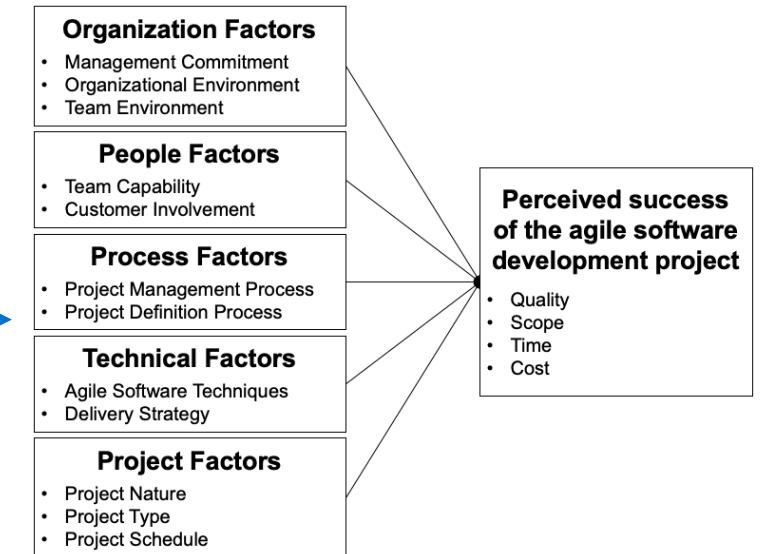 Organization Factors
• Management Commitment
• Organizational Environment
• Team Environment
People Factors
• Team Capability
• Customer Involvement
Process Factors
• Project Management Process
• Project Definition Process
Technical Factors
• Agile Software Techniques
• Delivery Strategy
Project Factors
• Project Nature
• Project Type
• Project Schedule
Perceived success
of the agile software
development project
• Quality
• Scope
• Time
• Cost